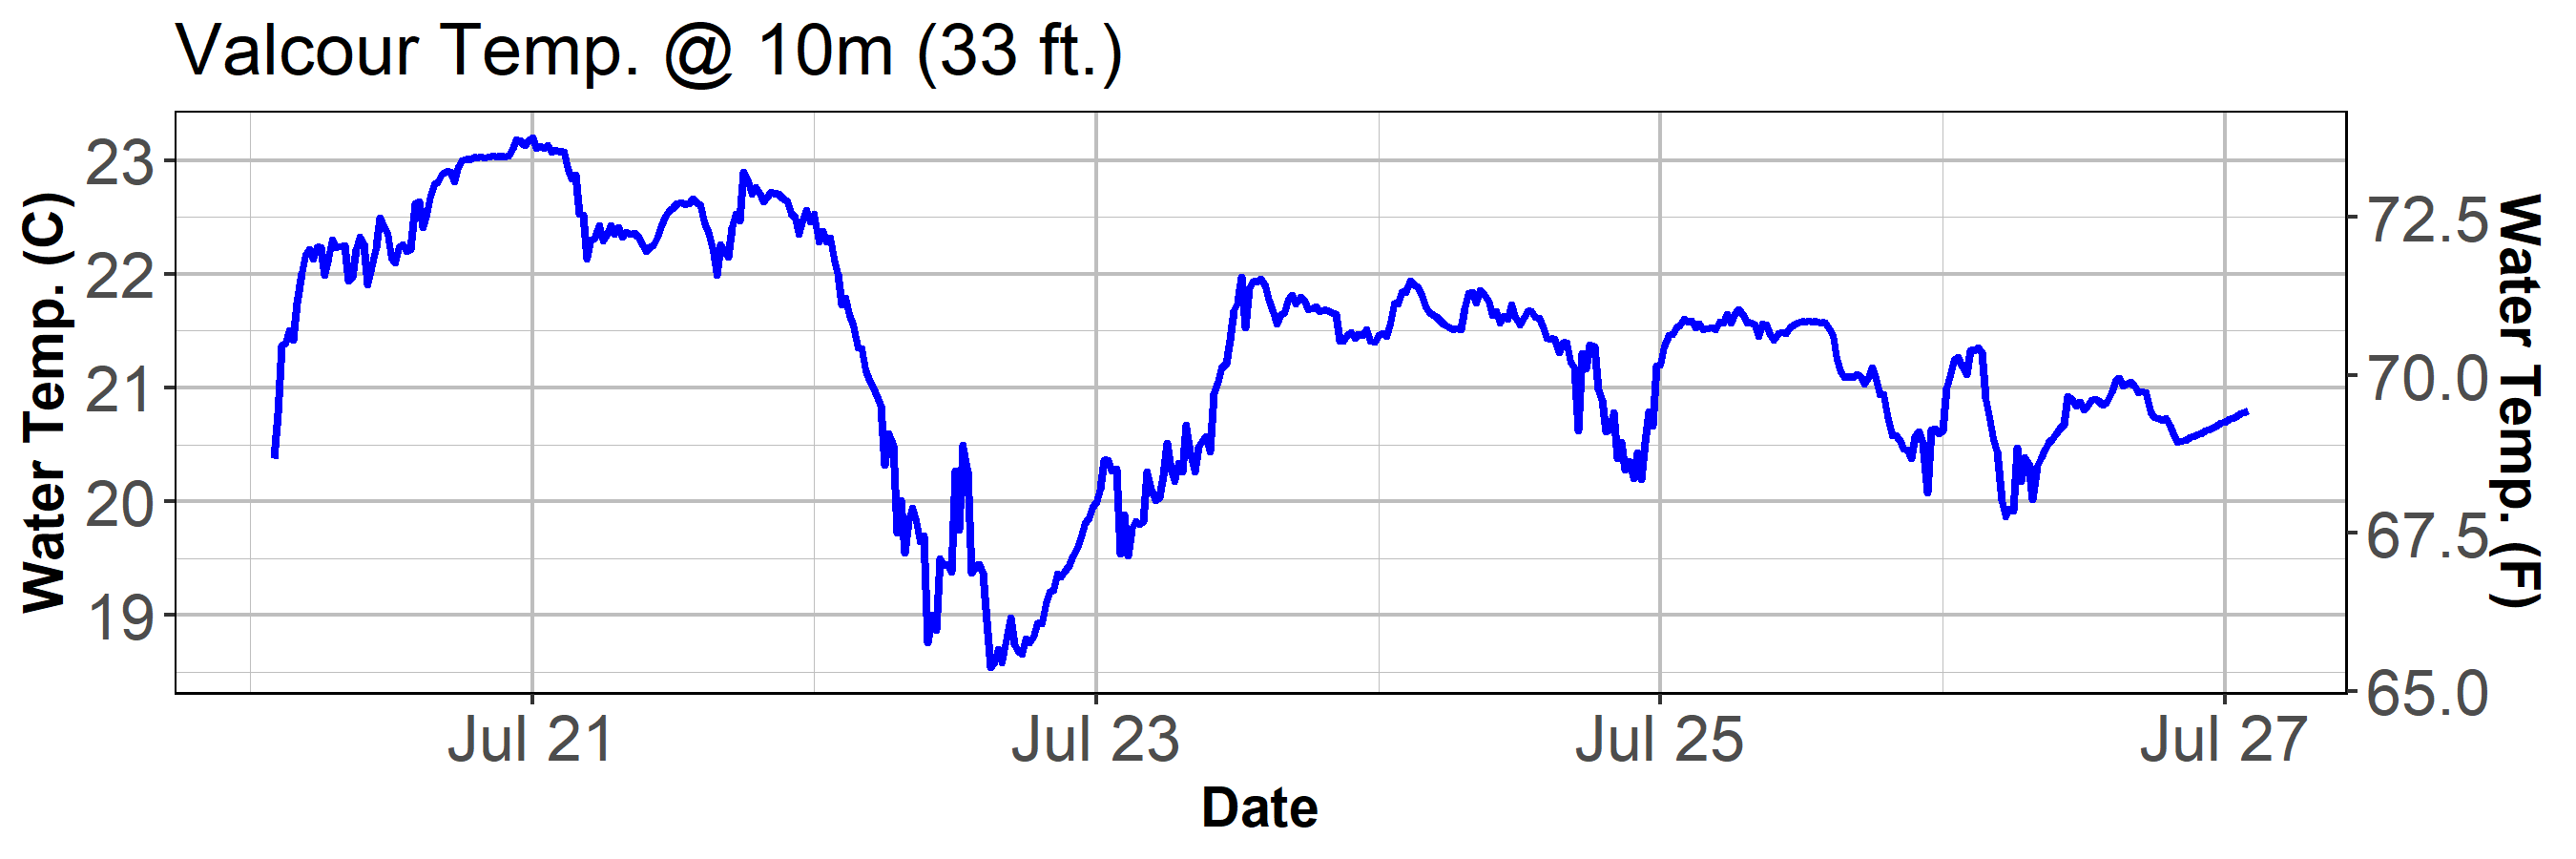 Valcour Temp. @ 10m (33 ft.)
Water Temp. (C)
23
22
21
20
19
72.5
70.0
67.5
65.0
Water Temp. (F)
Jul 21
Jul 23
Jul 25
Jul 27
Date